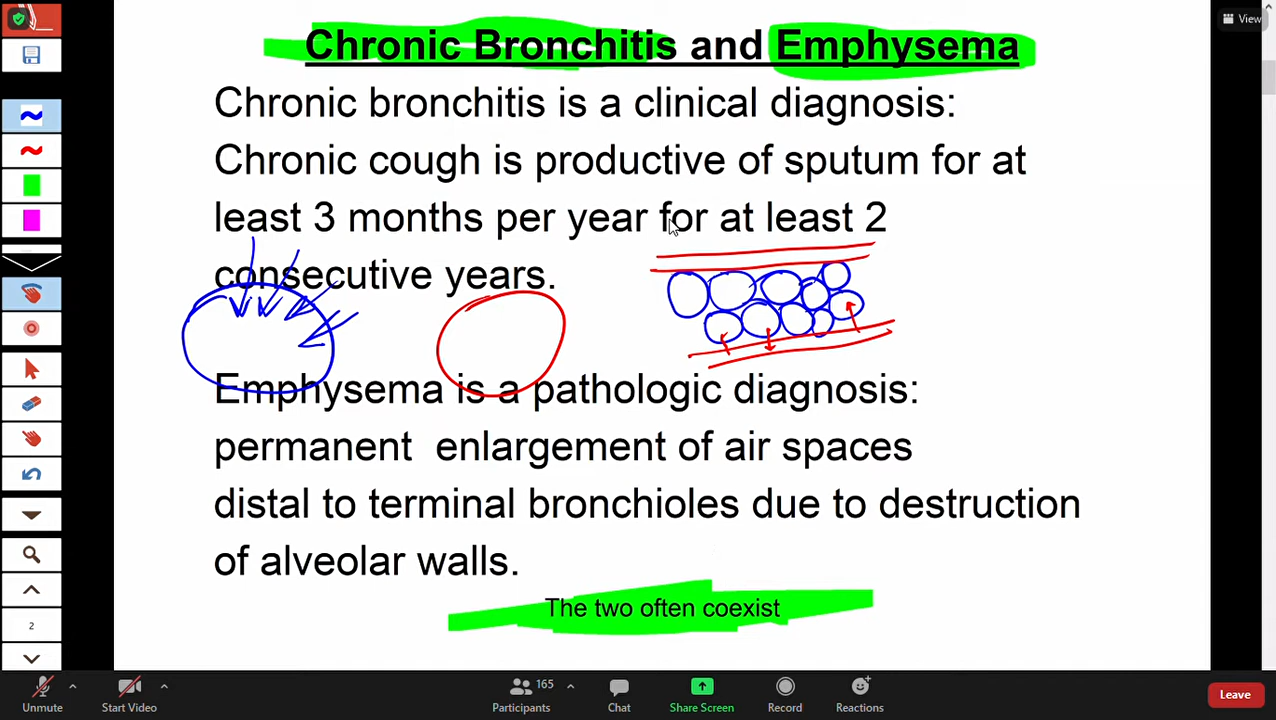 View
Chronic Bronchitis and Emphysema
Chronic bronchitis is a clinical diagnosis:
Chronic cough is productive of sputum for at
least 3 months per year for at least 2
consecutive years.
Emphysema is a pathologic diagnosis:
permanent enlargement of air spaces
distal to terminal bronchioles due to destruction
of alveolar walls.
The two often coexist
2
165
Unmute Start Video Participants Chat Share Screen Record Reactions Leave